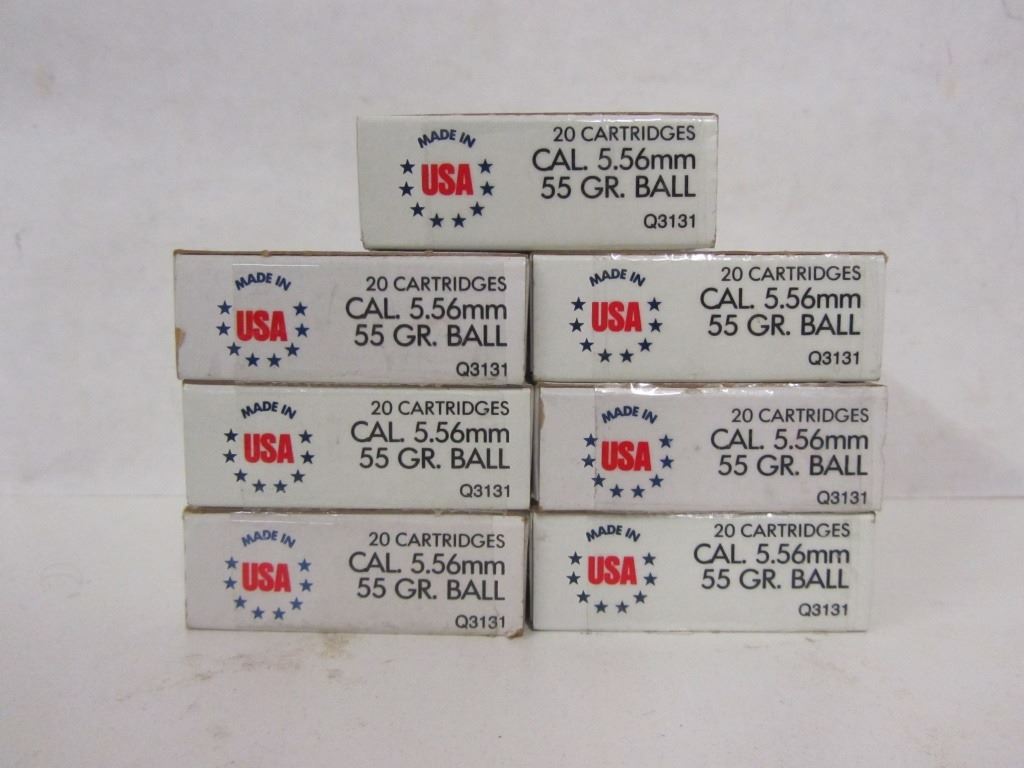 MADE IN
USA
20 CARTRIDGES
CAL. 5.56mm
55 GR. BALL
Q3131
MADE IN
USA
20 CARTRIDGES
CAL. 5.56mm
55 GR. BALL
Q3131
MADE IN
USA
20 CARTRIDGES
CAL. 5.56mm
55 GR. BALL
Q3131
MADE IN
USA
20 CARTRIDGES
CAL. 5.56mm
55 GR. BALL
Q3131
MADE IN
USA
20 CARTRIDGES
CAL. 5.56mm
55 GR. BALL
Q3131
MADE IN
USA
20 CARTRIDGES
CAL. 5.56mm
55 GR. BALL
Q3131
MADE IN
USA
20 CARTRIDGES
CAL. 5.56mm
55 GR. BALL
Q3131